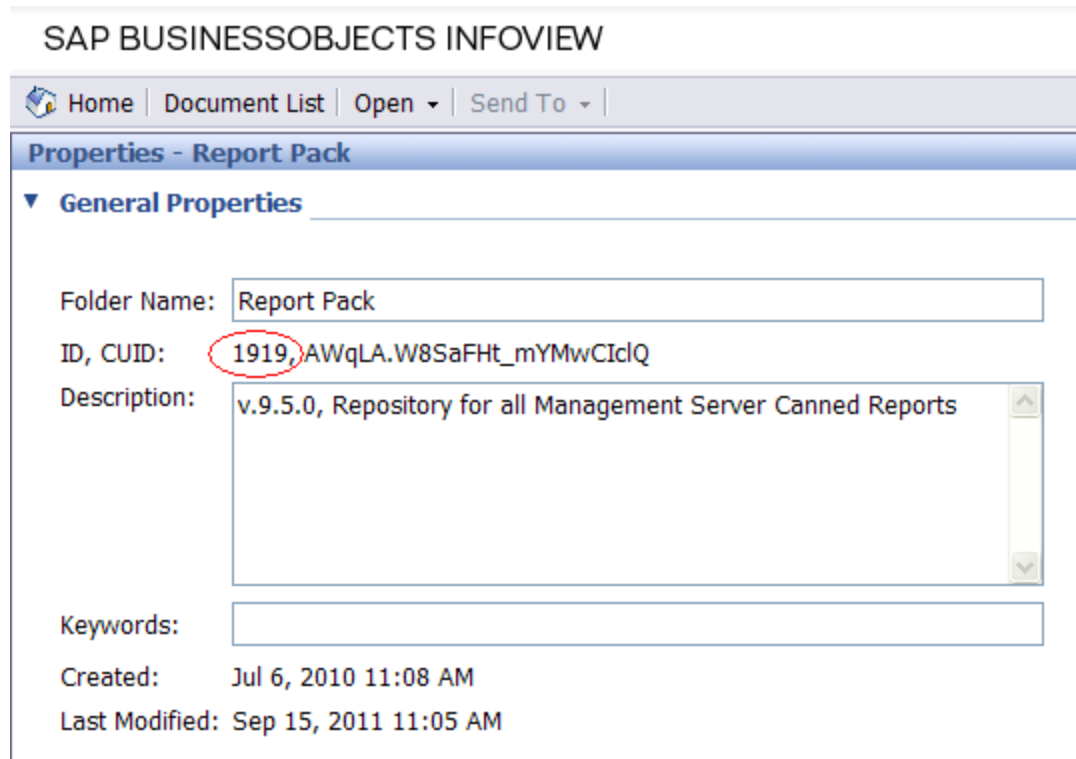 SAP BUSINESSOBJECTS INFOVIEW
Home Document List Open Send To
Properties - Report Pack
General Properties
Folder Name: Report Pack
ID, CUID: 1919, AWqLA.W8SaFHt_mYMwCIclQ
Description: v.9.5.0, Repository for all Management Server Canned Reports
Keywords:
Created: Jul 6, 2010 11:08 AM
Last Modified: Sep 15, 2011 11:05 AM